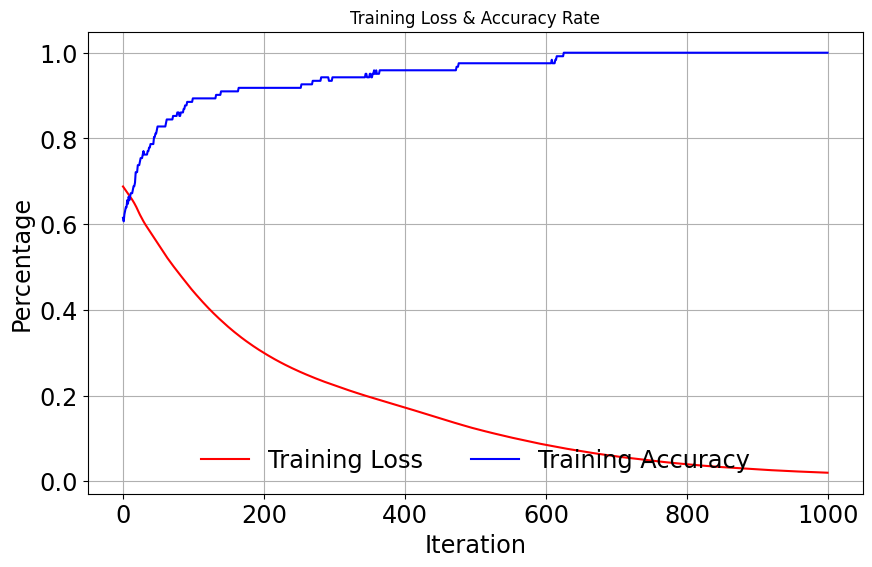 Training Loss & Accuracy Rate
1.0
0.8
0.6
0.4
0.2
0.0
Percentage
Training Loss
Training Accuracy
0 200 400 600 800 1000
Iteration